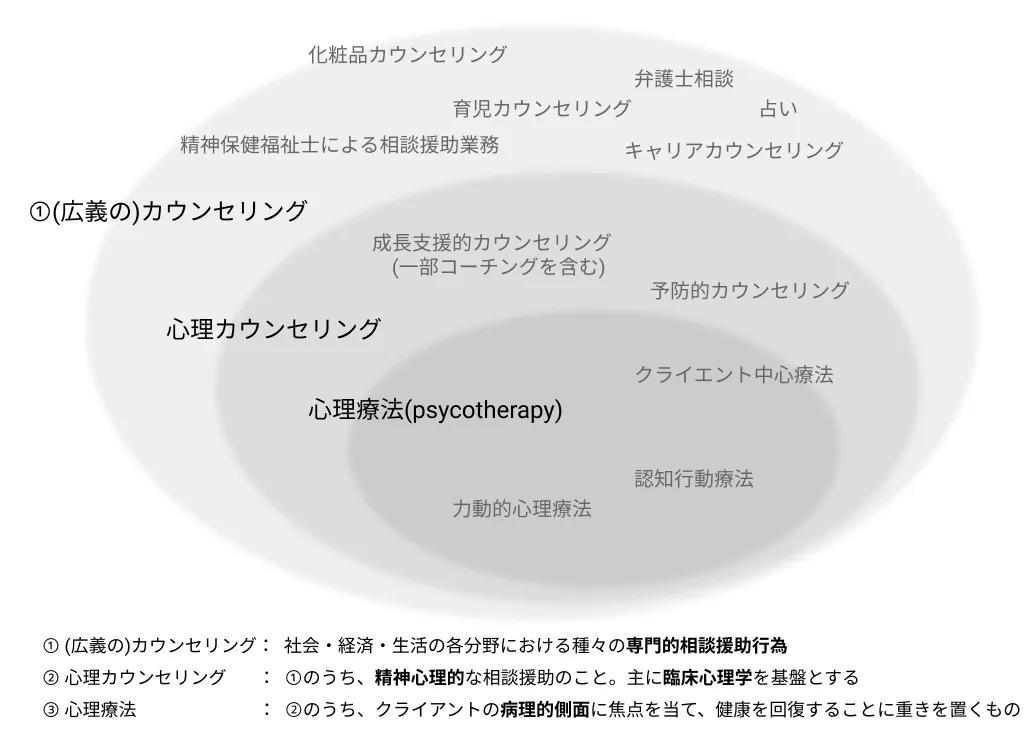 化粧品カウンセリング
弁護士相談
育児カウンセリング
占い
精神保健福祉士による相談援助業務
キャリアカウンセリング
①(広義の)カウンセリング
成長支援的カウンセリング
(一部コーチングを含む)
予防的カウンセリング
心理カウンセリング
クライエント中心療法
心理療法(psycotherapy)
認知行動療法
力動的心理療法
① (広義の)カウンセリング： 社会・経済・生活の各分野における種々の専門的相談援助行為
② 心理カウンセリング ： ①のうち、精神心理的な相談援助のこと。主に臨床心理学を基盤とする
③ 心理療法 ： ②のうち、クライアントの病理的側面に焦点を当て、健康を回復することに重きを置くもの